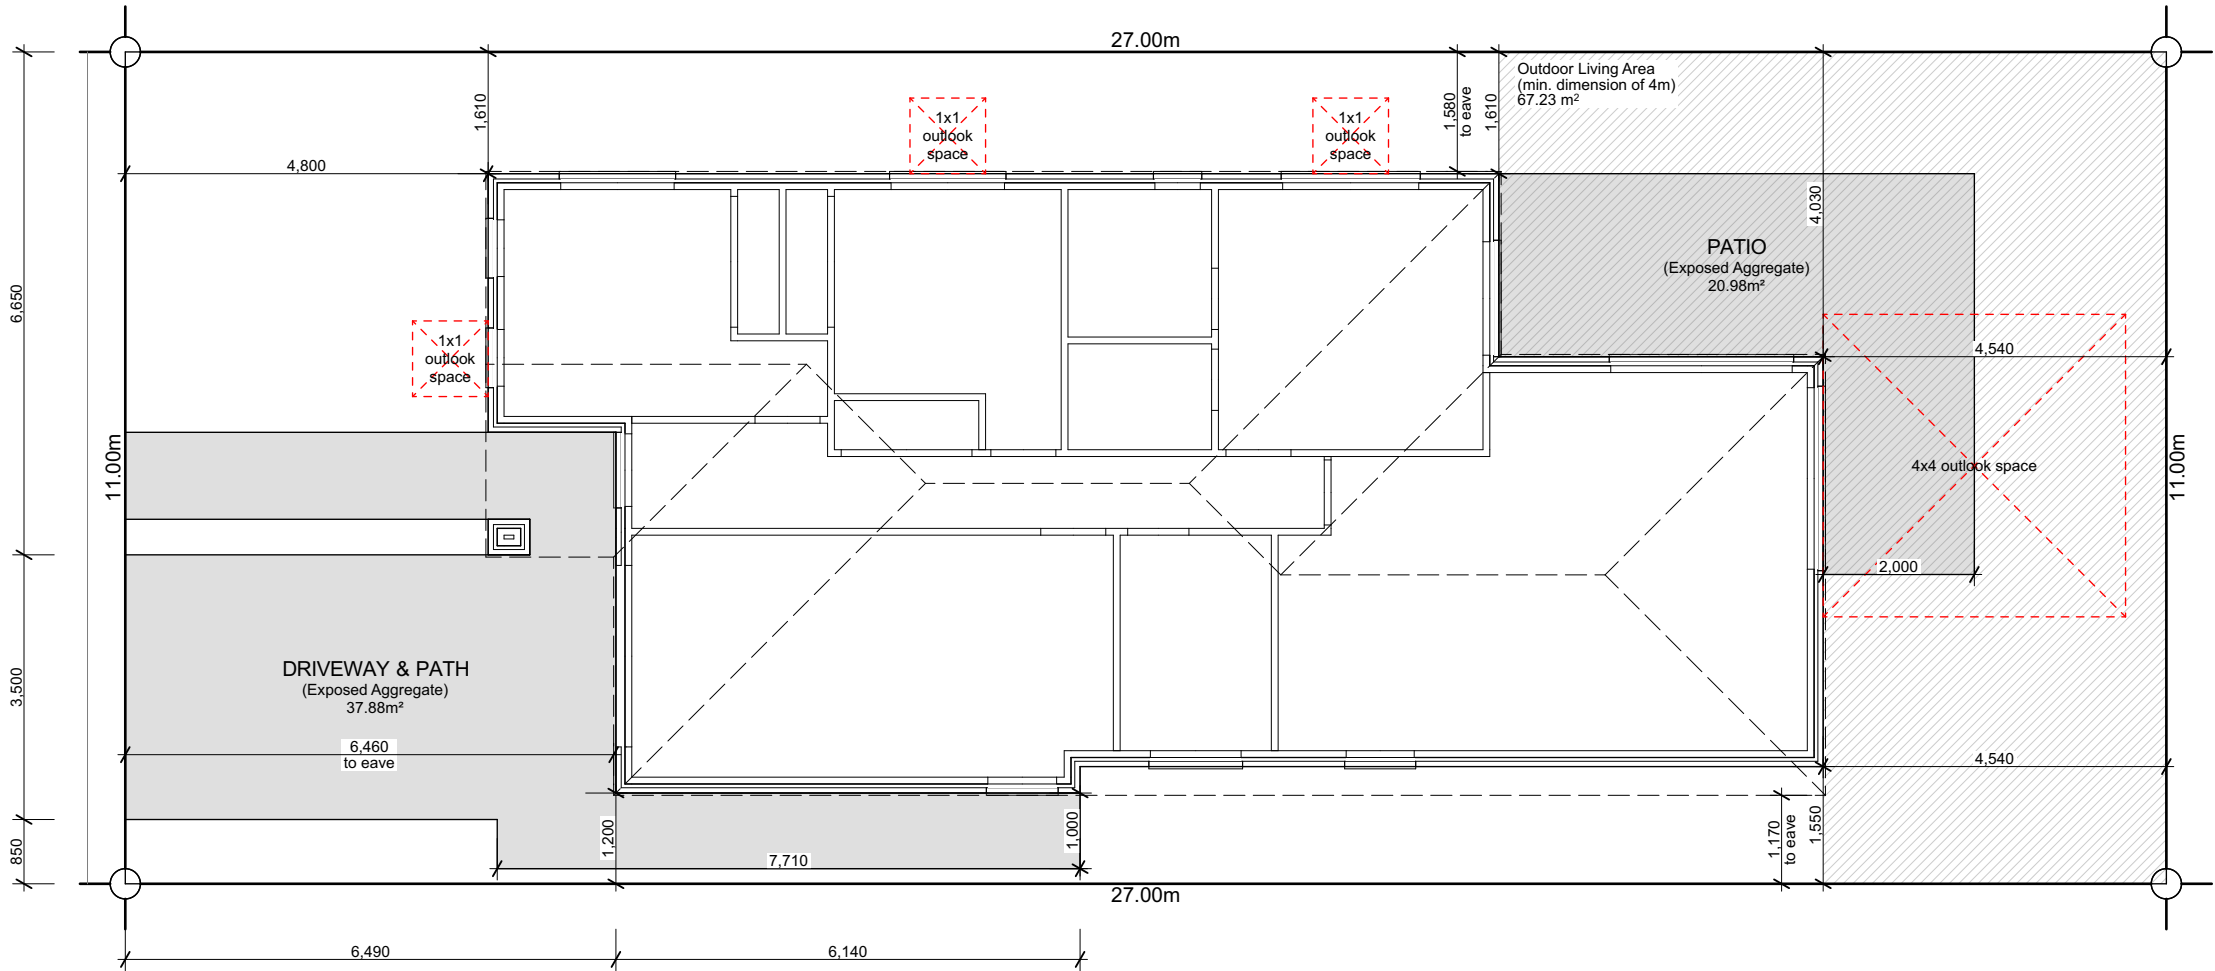 27.00m
Outdoor Living Area
(min. dimension of 4m)
67.23 m²
1,610
1,580
to eave
1,610
1x1
outlook
space
1x1
outlook
space
4,800
4,030
PATIO
(Exposed Aggregate)
20.98m²
6,650
1x1
outlook
space
4,540
11.00m
4x4 outlook space
11.00m
2,000
DRIVEWAY & PATH
(Exposed Aggregate)
37.88m²
3,500
6,460
to eave
4,540
850
1,200
1,000
1,170
to eave
1,550
7,710
27.00m
6,490
6,140